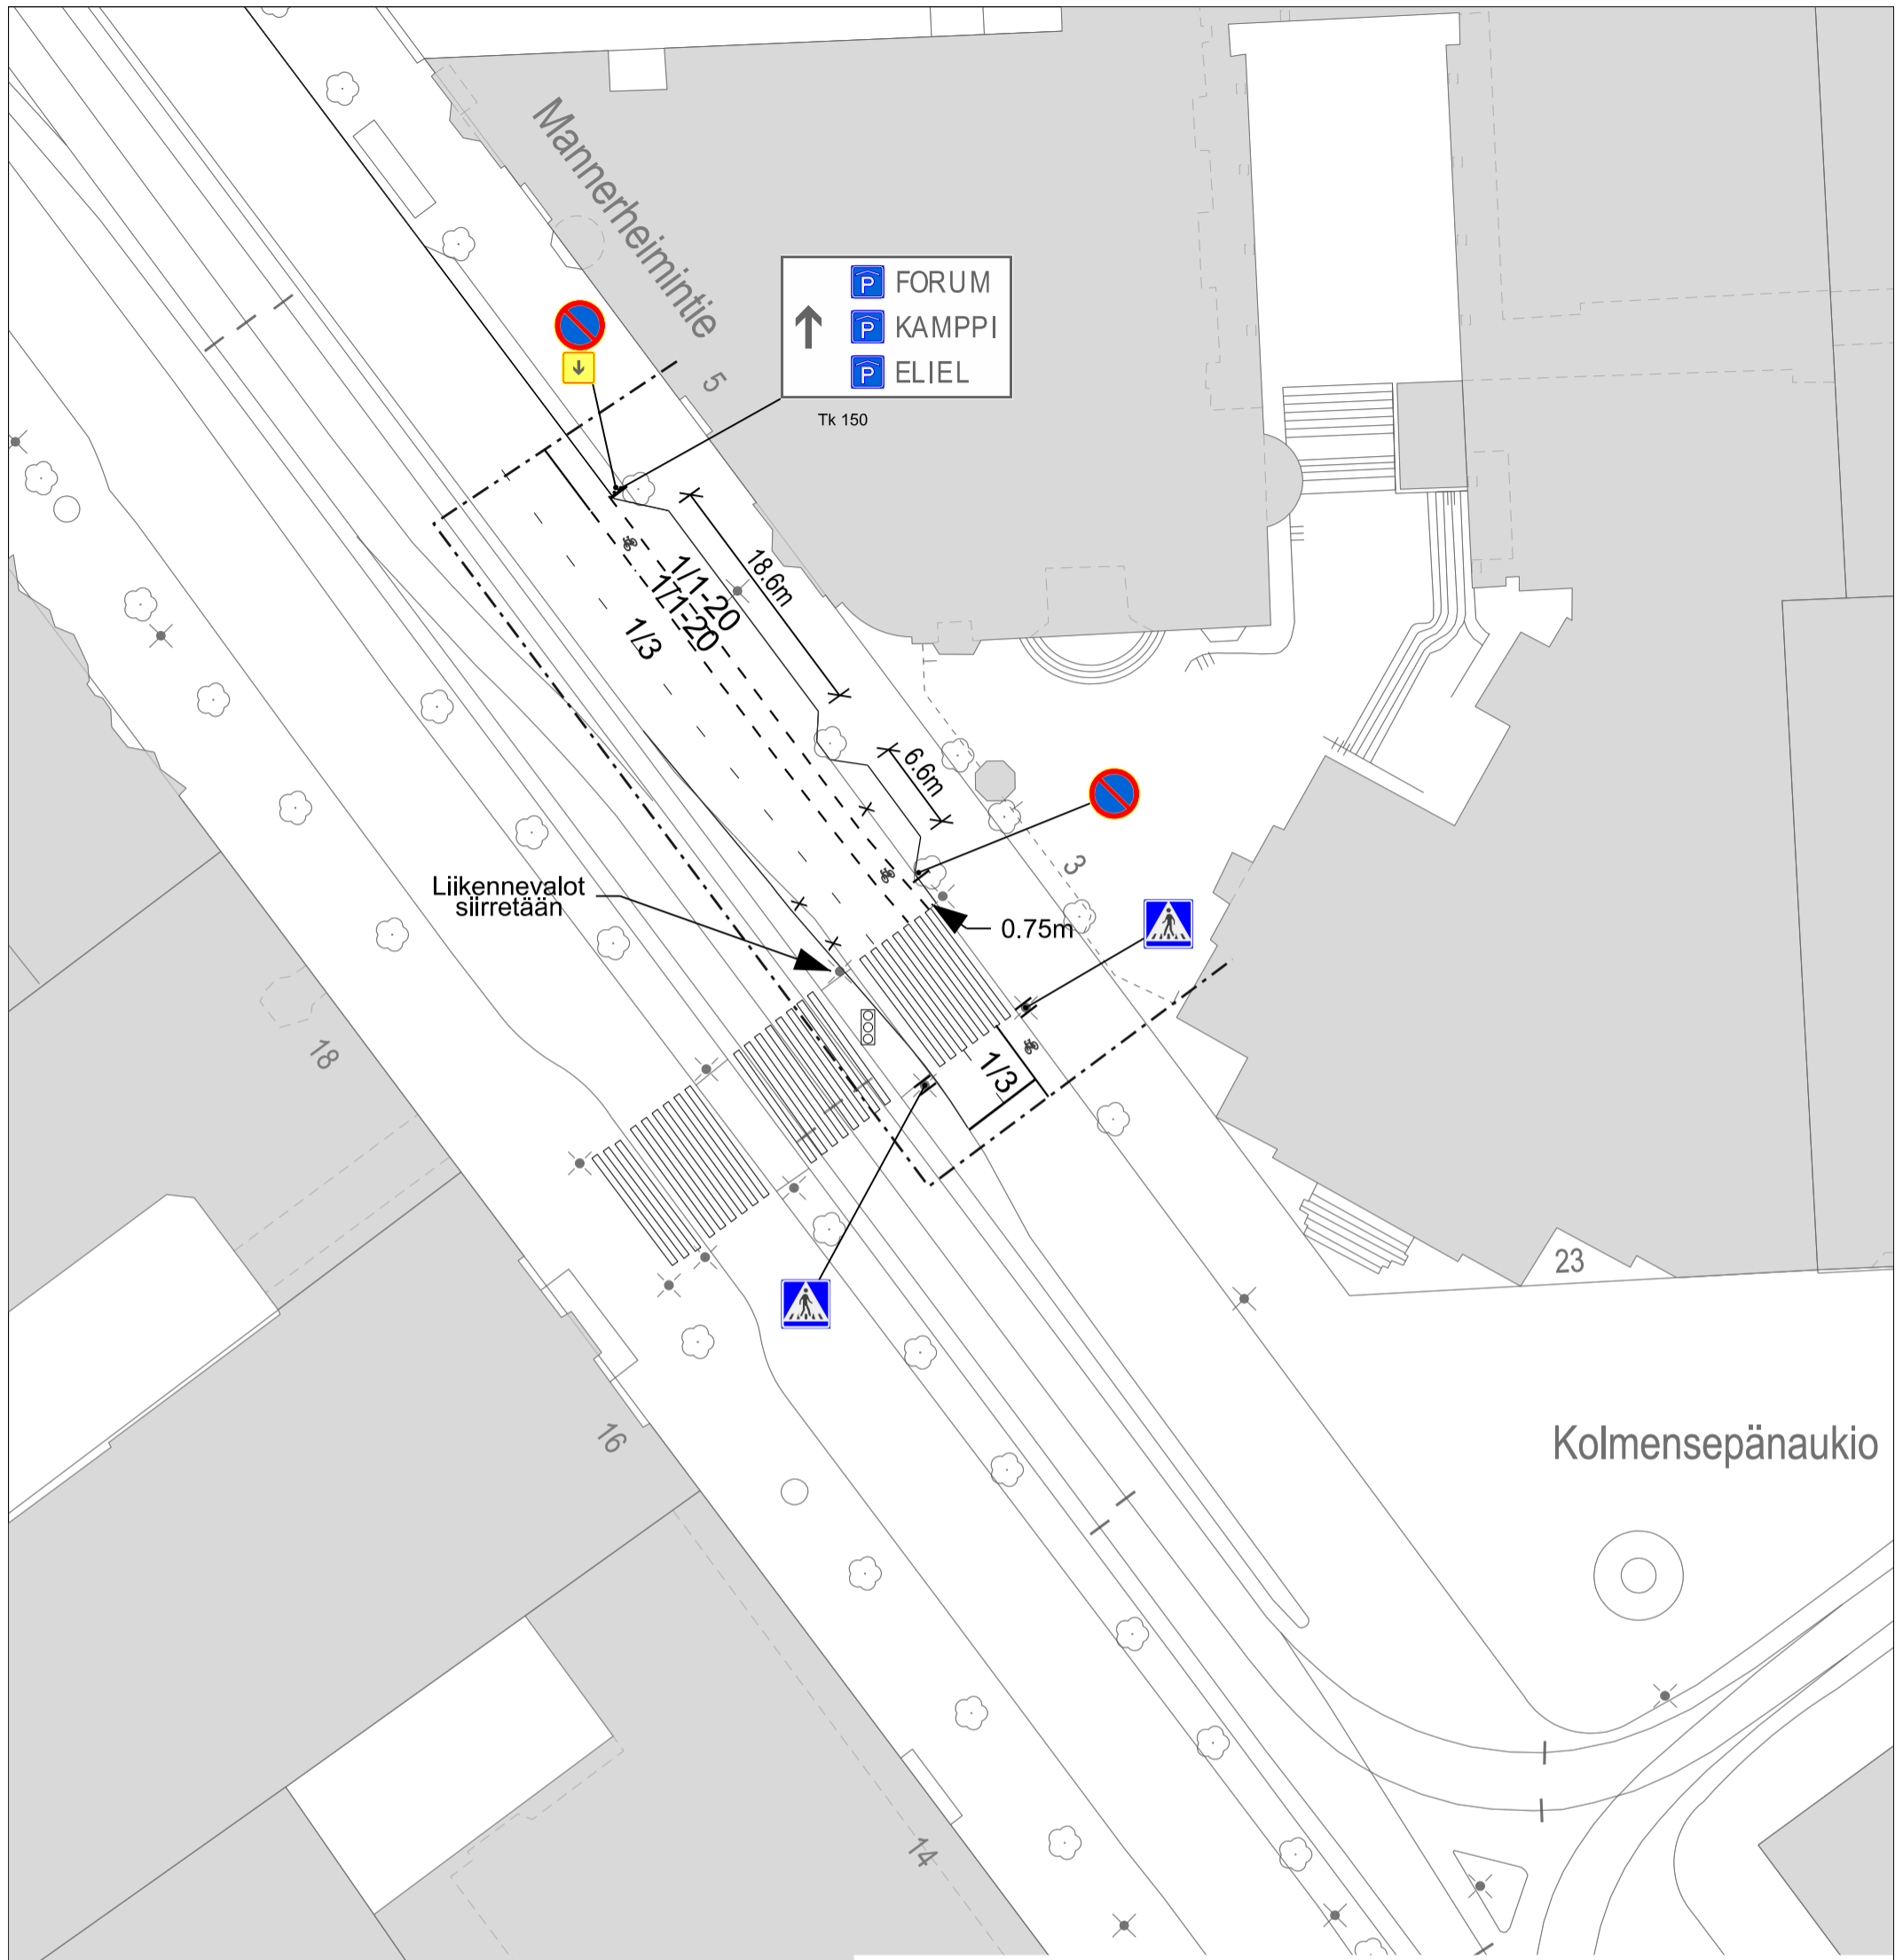 Mannerheimintie
P FORUM
P KAMPPI
P ELIEL
Tk 150
5
18.6m
1/1-20
1/1-20
1/3
6.6m
3
Liikennevalot
siirretään
0.75m
1/3
18
23
16
Kolmensepänaukio
14